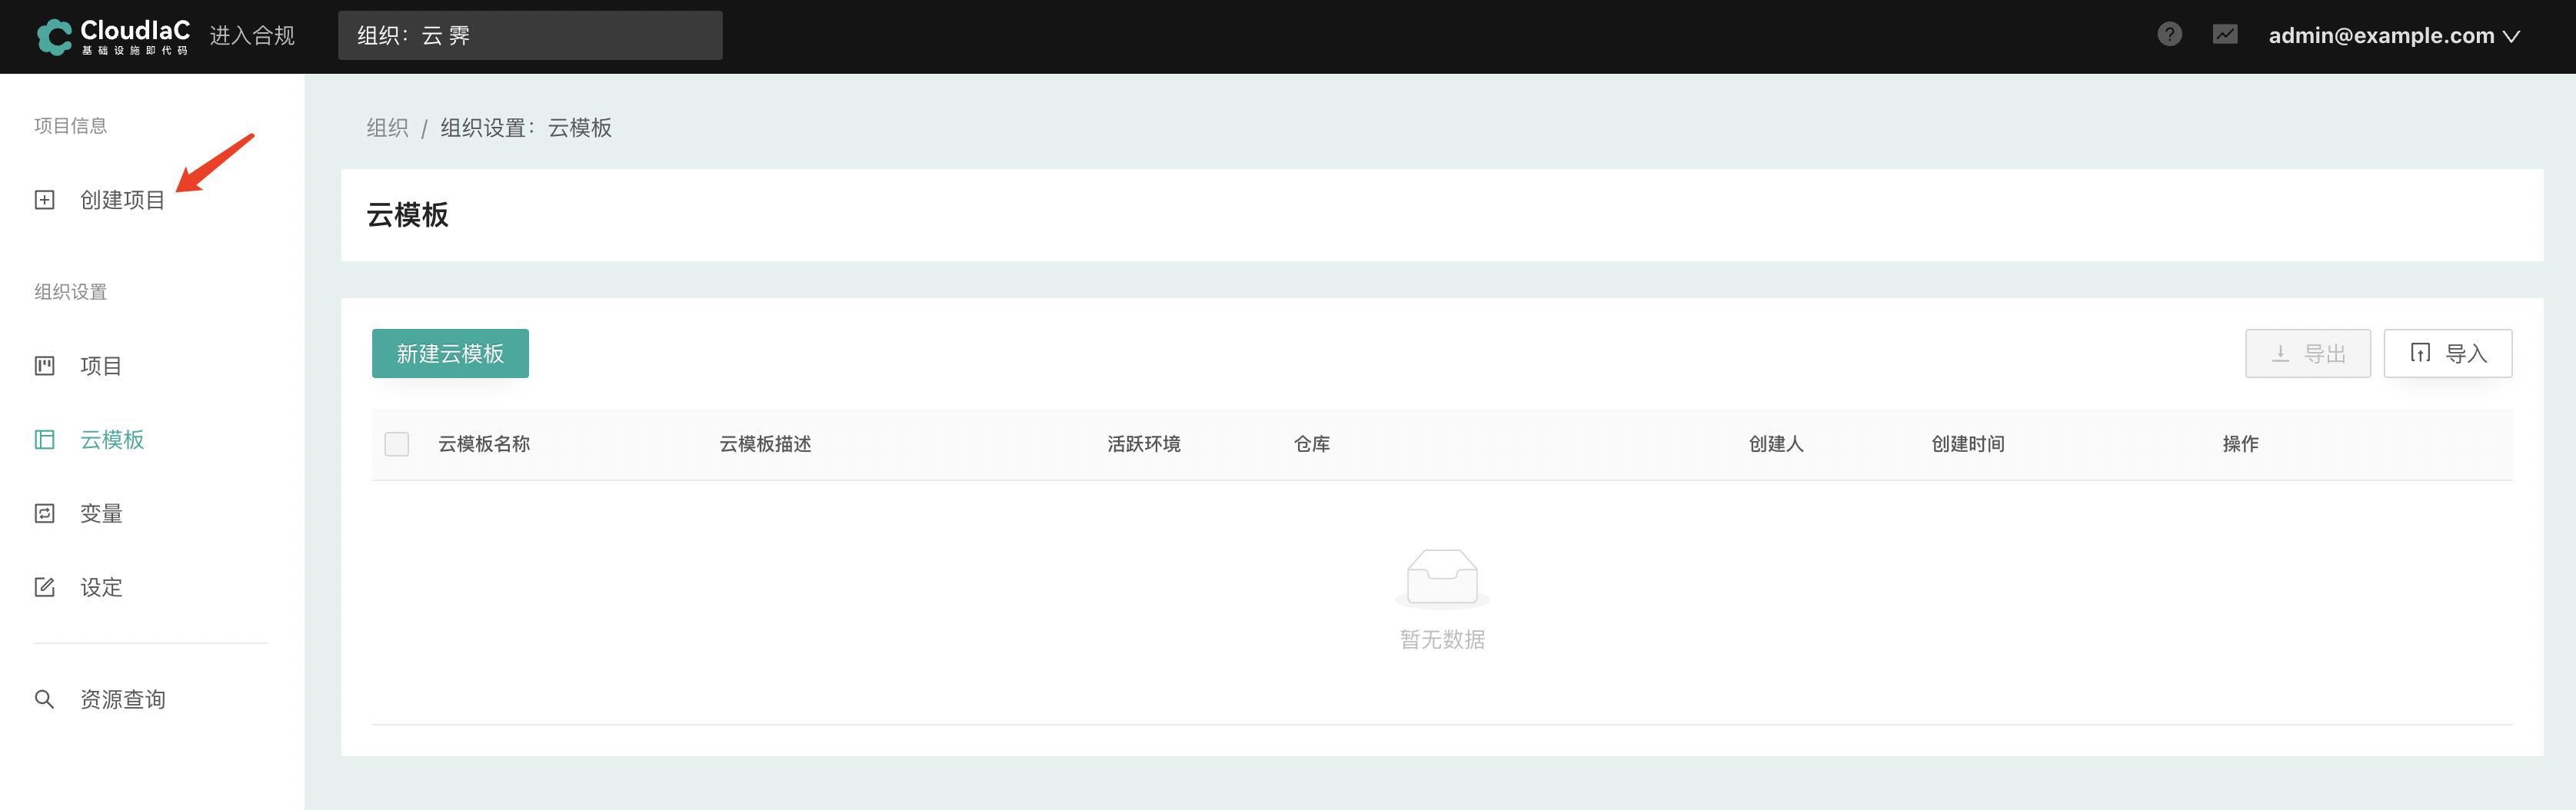 CloudIaC
基础设施即代码
进入合规
组织：云霁
?
admin@example.com
项目信息
创建项目
组织设置
项目
云模板
变量
设定
资源查询
组织 / 组织设置：云模板
云模板
新建云模板
导出
导入
云模板名称 云模板描述 活跃环境 仓库 创建人 创建时间 操作
暂无数据